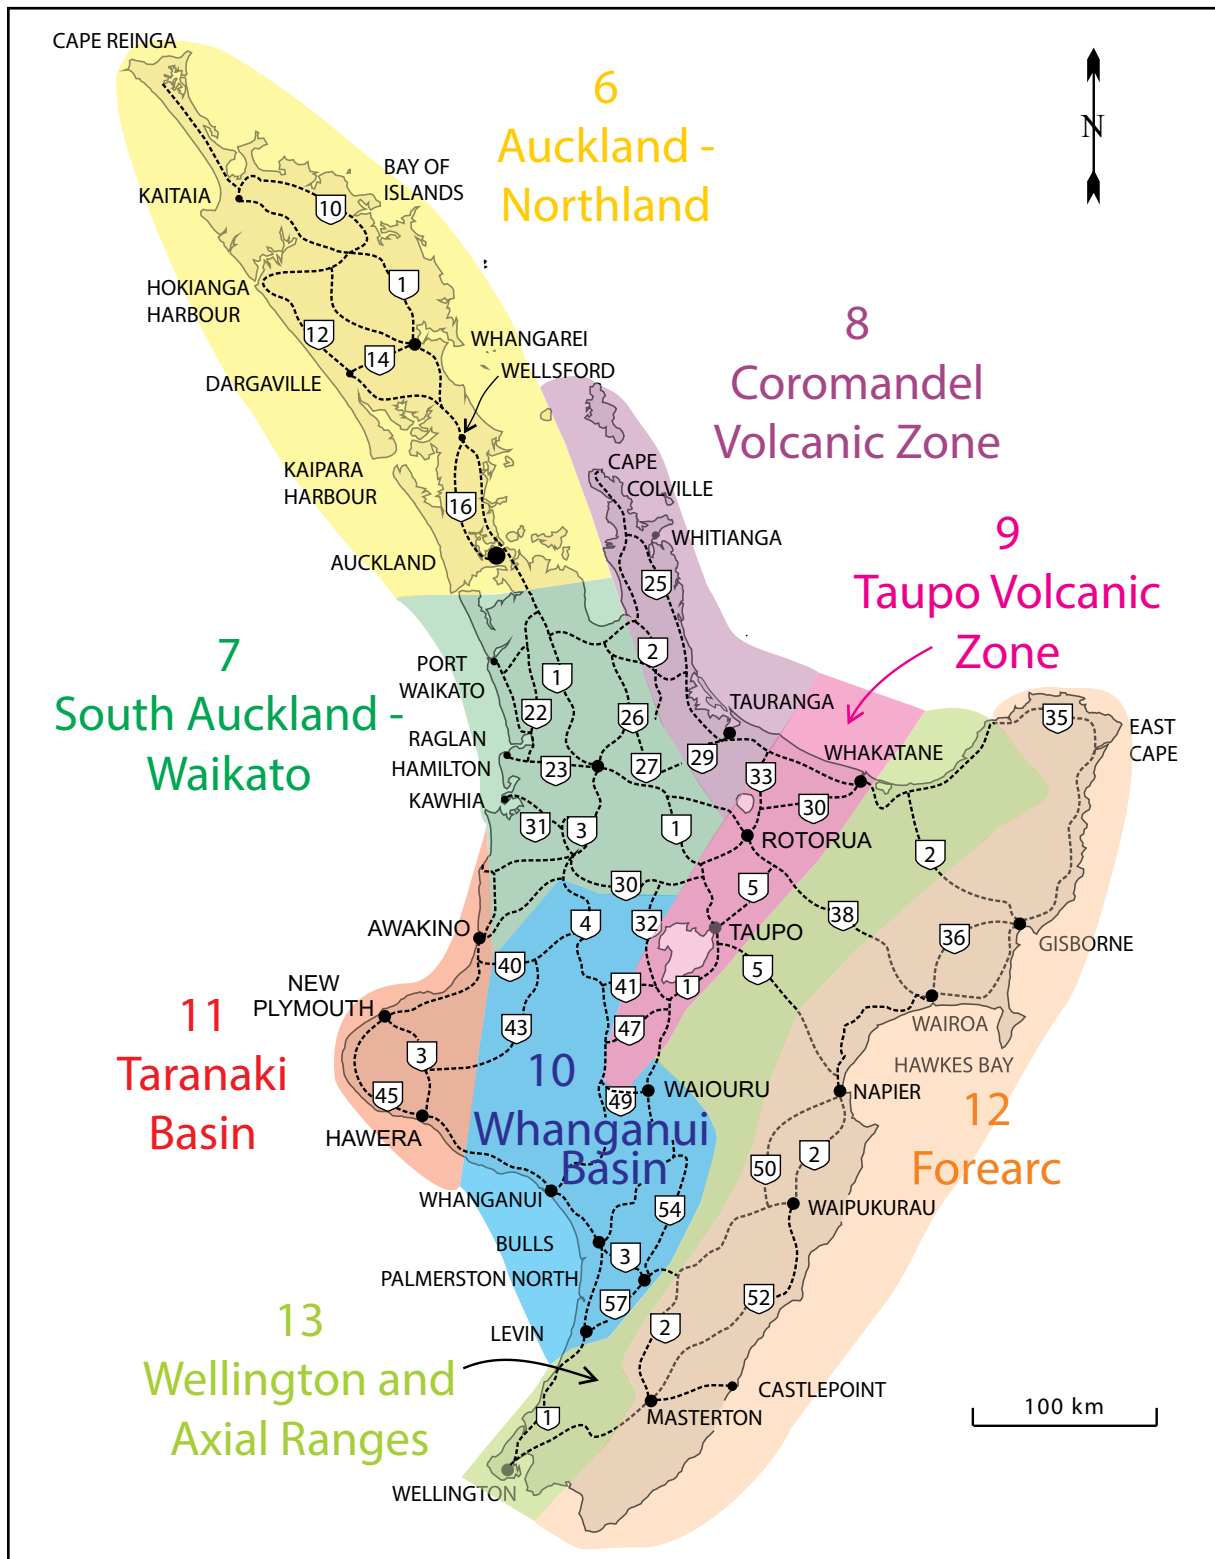 CAPE REINGA
6
Auckland -
Northland
N
BAY OF
ISLANDS
KAITAIA
10
1
HOKIANGA
HARBOUR
12
14
WHANGAREI
WELLSFORD
DARGAVILLE
8
Coromandel
Volcanic Zone
KAIPARA
HARBOUR
CAPE
COLVILLE
16
WHITIANGA
AUCKLAND
25
9
Taupo Volcanic
Zone
7
South Auckland -
Waikato
2
PORT
WAIKATO
1
22
26
TAURANGA
35
EAST
CAPE
RAGLAN
HAMILTON
KAWHIA
23
27
29
33
WHAKATANE
30
31
3
1
ROTORUA
2
30
5
38
AWAKINO
4
32
TAUPO
36
GISBORNE
40
5
NEW
PLYMOUTH
41
1
11
Taranaki
Basin
43
47
WAIROA
3
HAWKES BAY
45
10
Whanganui
Basin
49
WAIOURU
NAPIER
12
Forearc
HAWERA
50
2
WHANGANUI
54
WAIPUKURAU
BULLS
3
PALMERSTON NORTH
57
52
13
Wellington and
Axial Ranges
LEVIN
2
CASTLEPOINT
1
MASTERTON
100 km
WELLINGTON